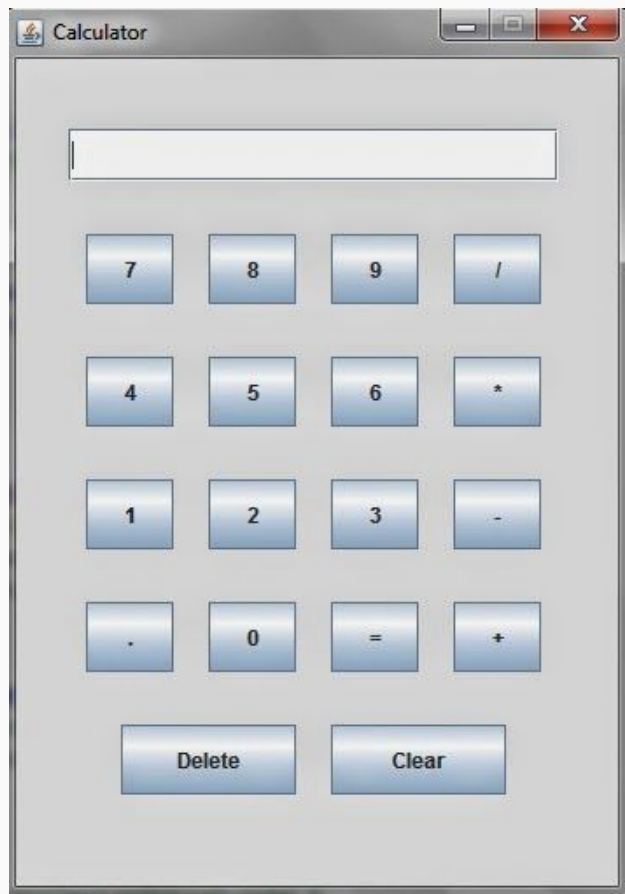 Calculator
7 8 9 /
4 5 6 *
1 2 3 -
. 0 = +
Delete Clear